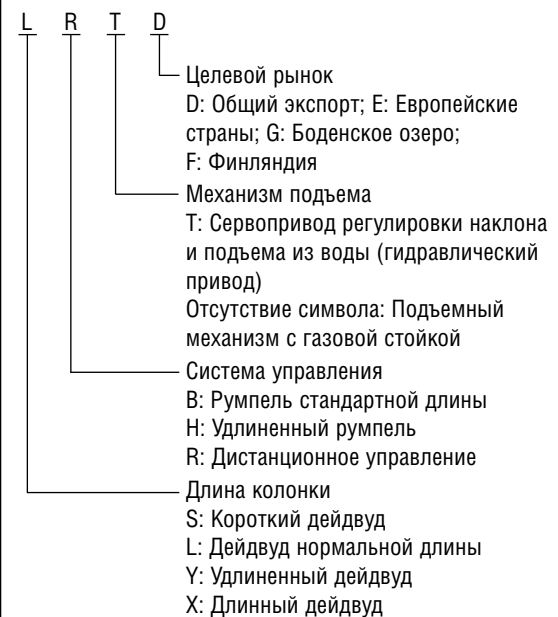 L R T D
Целевой рынок
D: Общий экспорт; E: Европейские
страны; G: Боденское озеро;
F: Финляндия
Механизм подъема
T: Сервопривод регулировки наклона
и подъема из воды (гидравлический
привод)
Отсутствие символа: Подъемный
механизм с газовой стойкой
Система управления
B: Румпель стандартной длины
H: Удлиненный румпель
R: Дистанционное управление
Длина колонки
S: Короткий дейдвуд
L: Дейдвуд нормальной длины
Y: Удлиненный дейдвуд
X: Длинный дейдвуд